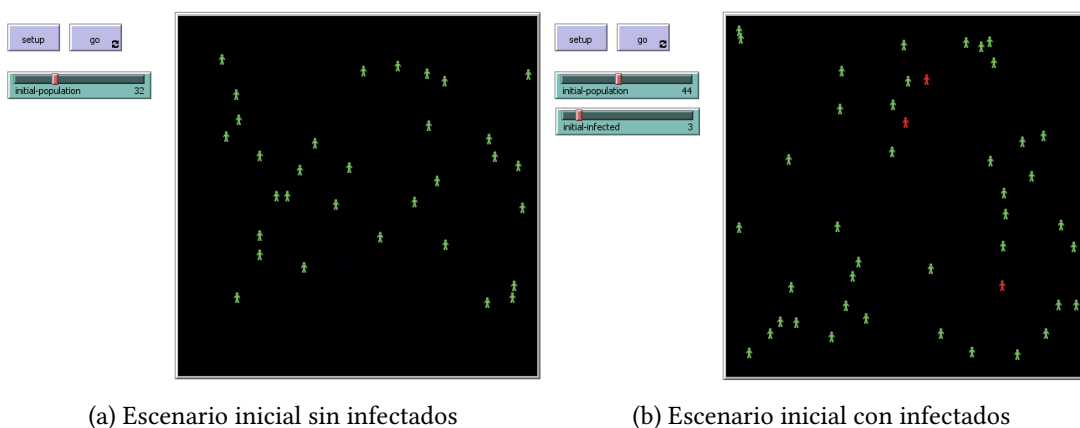 setup go
initial-population 32
setup go
initial-population 44
initial-infected 3
(a) Escenario inicial sin infectados
(b) Escenario inicial con infectados